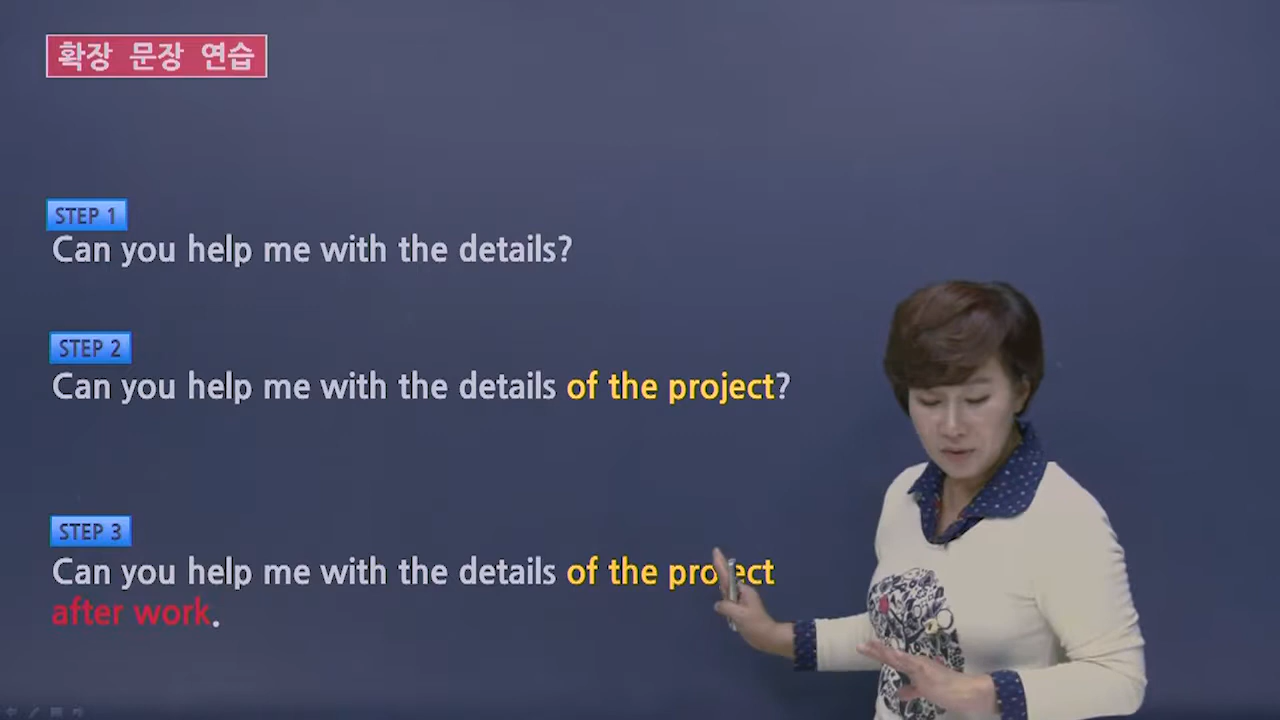 확장 문장 연습
STEP 1
Can you help me with the details?
STEP 2
Can you help me with the details of the project?
STEP 3
Can you help me with the details of the project
after work.